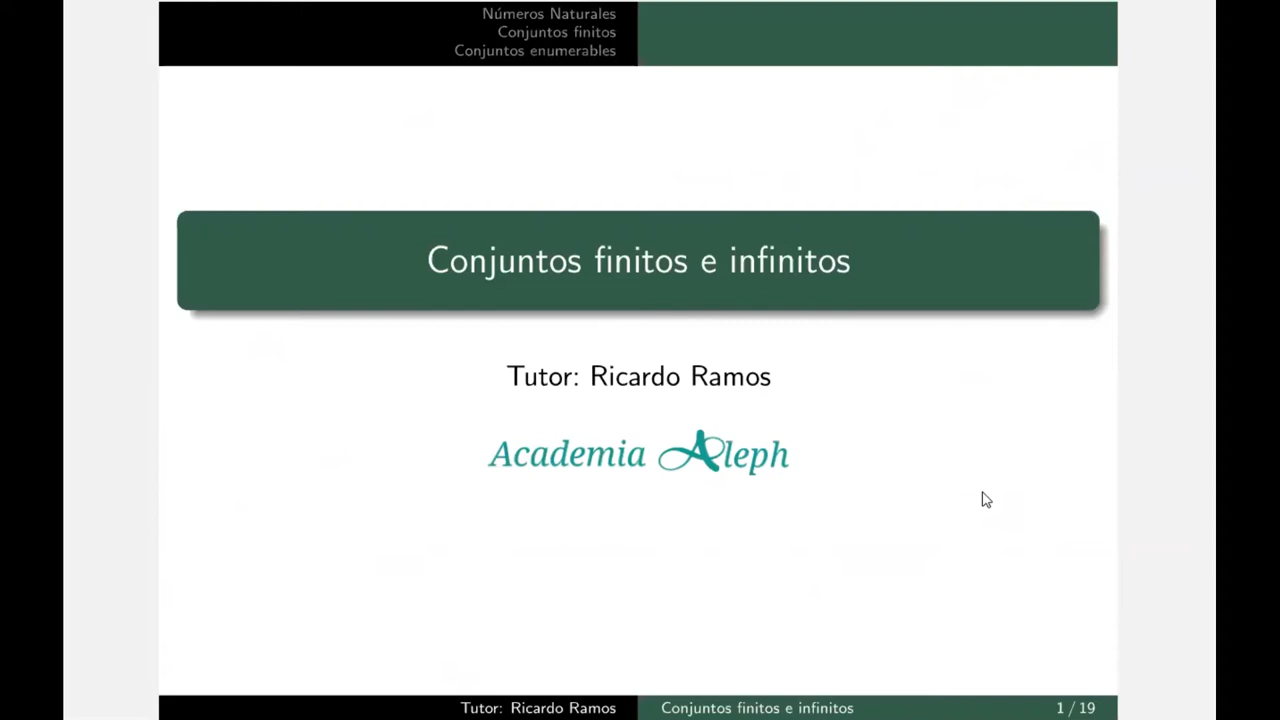 Números Naturales
Conjuntos finitos
Conjuntos enumerables
Conjuntos finitos e infinitos
Tutor: Ricardo Ramos
Academia Aleph
Tutor: Ricardo Ramos
Conjuntos finitos e infinitos
1 / 19